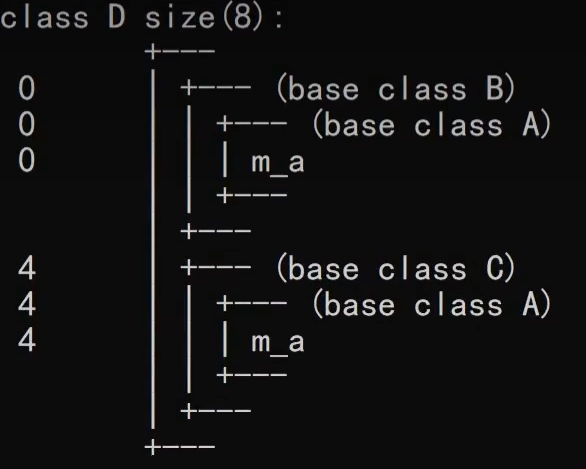 class D size(8):
        +---
0       | +--- (base class B)
0       | | +--- (base class A)
0       | | | m_a
        | | +---
        | +---
4       | +--- (base class C)
4       | | +--- (base class A)
4       | | | m_a
        | | +---
        | +---
        +---